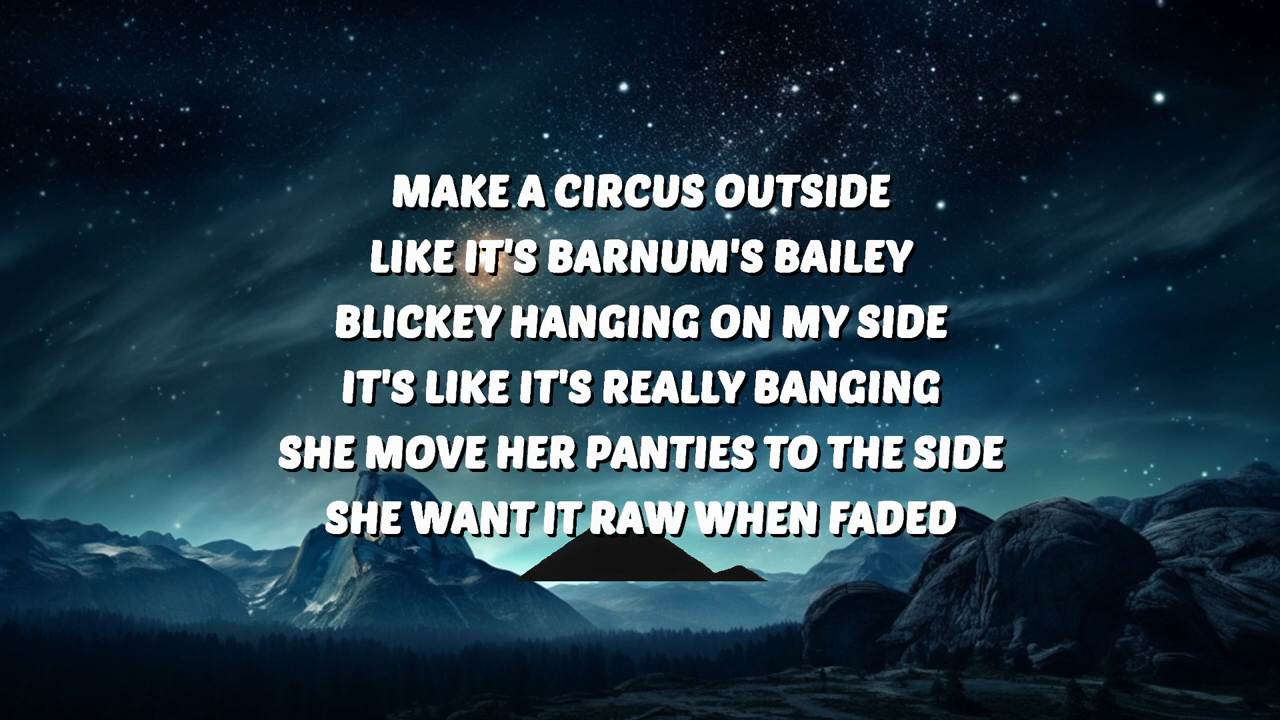 MAKE A CIRCUS OUTSIDE
LIKE IT'S BARNUM'S BAILEY
BLICKEY HANGING ON MY SIDE
IT'S LIKE IT'S REALLY BANGING
SHE MOVE HER PANTIES TO THE SIDE
SHE WANT IT RAW WHEN FADED